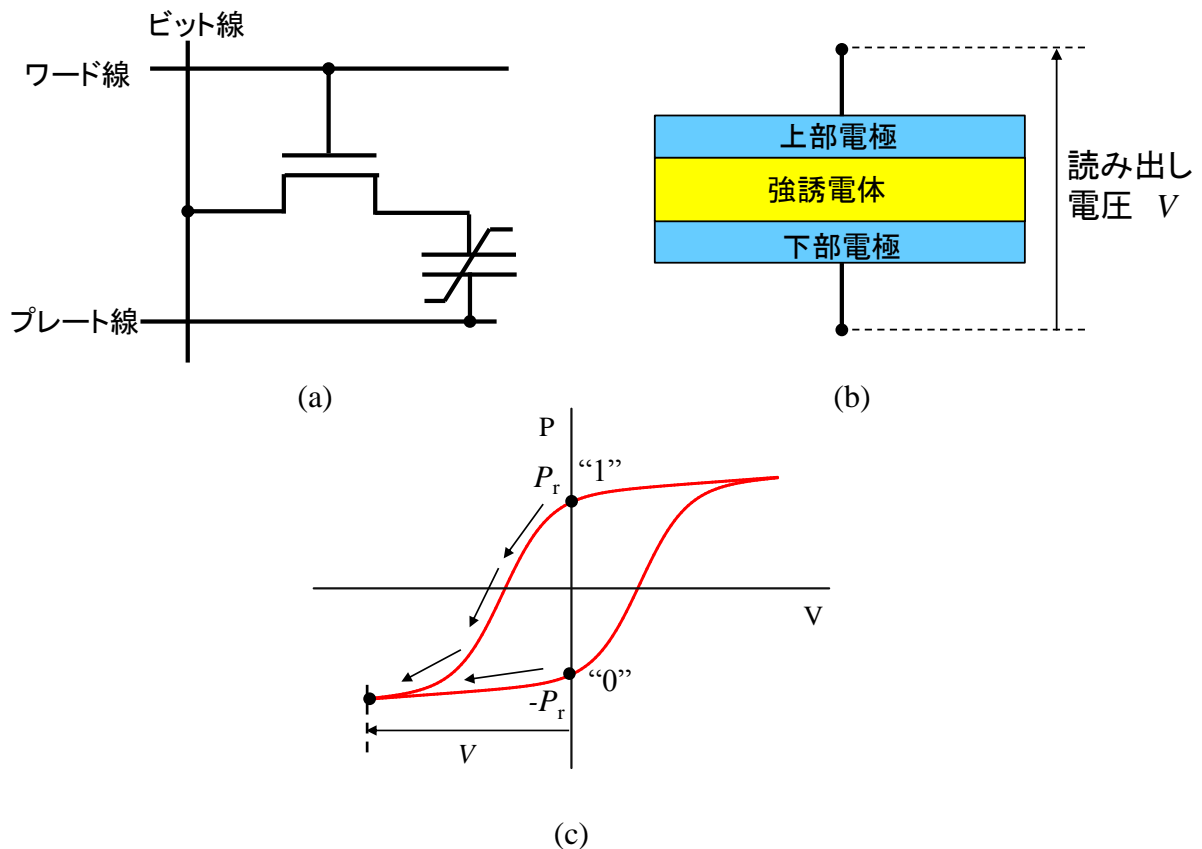 ビット線
ワード線
プレート線
(a)
上部電極
強誘電体
下部電極
読み出し
電圧 V
(b)
P
Pr
“1”
V
“0”
-Pr
V
(c)